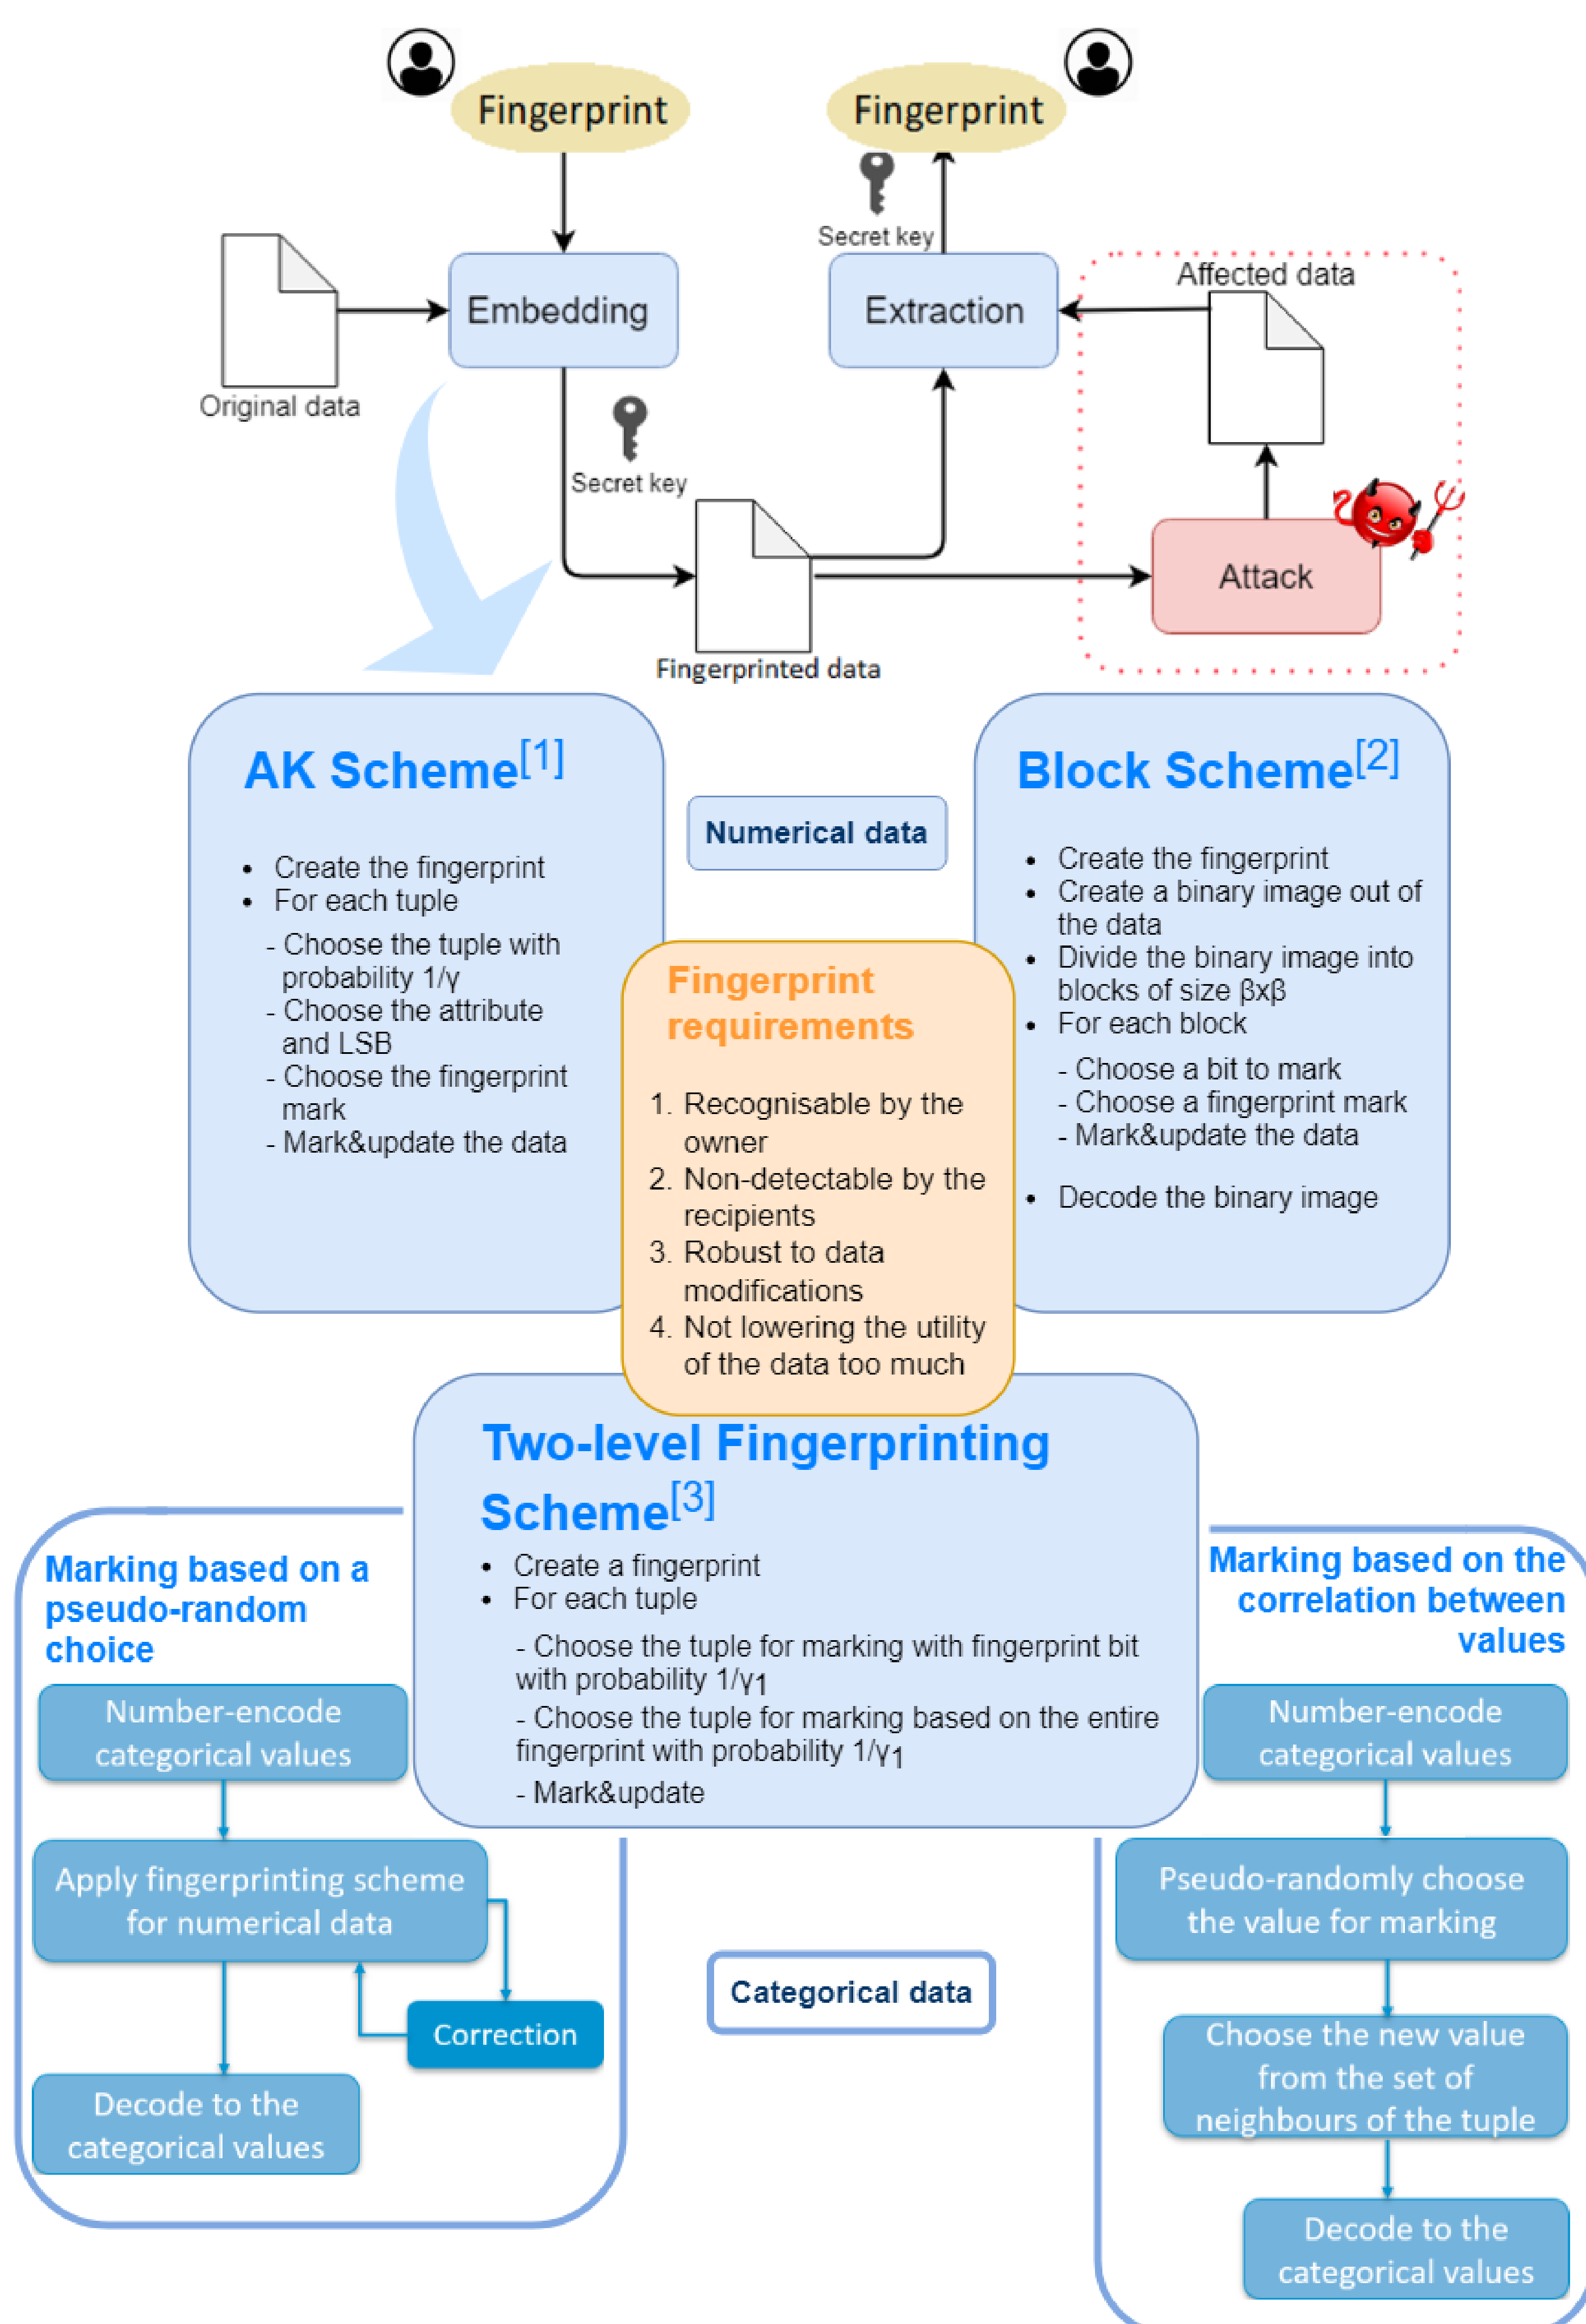 Fingerprint
Fingerprint
Secret key
Affected data
Embedding
Extraction
Original data
Secret key
Attack
Fingerprinted data
AK Scheme[1]
• Create the fingerprint
• For each tuple
- Choose the tuple with
probability 1/γ
- Choose the attribute
and LSB
- Choose the fingerprint
mark
- Mark&update the data
Numerical data
Block Scheme[2]
• Create the fingerprint
• Create a binary image out of
the data
• Divide the binary image into
blocks of size βxβ
• For each block
- Choose a bit to mark
- Choose a fingerprint mark
- Mark&update the data
• Decode the binary image
Fingerprint
requirements
1. Recognisable by the
owner
2. Non-detectable by the
recipients
3. Robust to data
modifications
4. Not lowering the utility
of the data too much
Two-level Fingerprinting
Scheme[3]
• Create a fingerprint
• For each tuple
- Choose the tuple for marking with fingerprint bit
with probability 1/γ1
- Choose the tuple for marking based on the entire
fingerprint with probability 1/γ1
- Mark&update
Marking based on a
pseudo-random
choice
Number-encode
categorical values
Apply fingerprinting scheme
for numerical data
Correction
Decode to the
categorical values
Categorical data
Marking based on the
correlation between
values
Number-encode
categorical values
Pseudo-randomly choose
the value for marking
Choose the new value
from the set of
neighbours of the tuple
Decode to the
categorical values